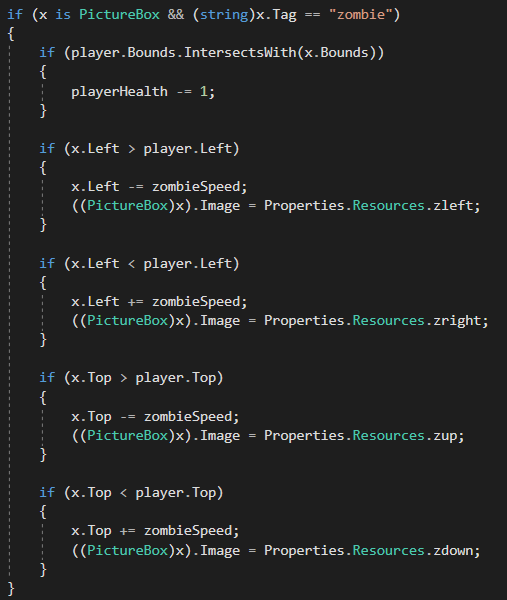 if (x is PictureBox && (string)x.Tag == "zombie")
{
    if (player.Bounds.IntersectsWith(x.Bounds))
    {
        playerHealth -= 1;
    }

    if (x.Left > player.Left)
    {
        x.Left -= zombieSpeed;
        ((PictureBox)x).Image = Properties.Resources.zleft;
    }

    if (x.Left < player.Left)
    {
        x.Left += zombieSpeed;
        ((PictureBox)x).Image = Properties.Resources.zright;
    }

    if (x.Top > player.Top)
    {
        x.Top -= zombieSpeed;
        ((PictureBox)x).Image = Properties.Resources.zup;
    }

    if (x.Top < player.Top)
    {
        x.Top += zombieSpeed;
        ((PictureBox)x).Image = Properties.Resources.zdown;
    }
}